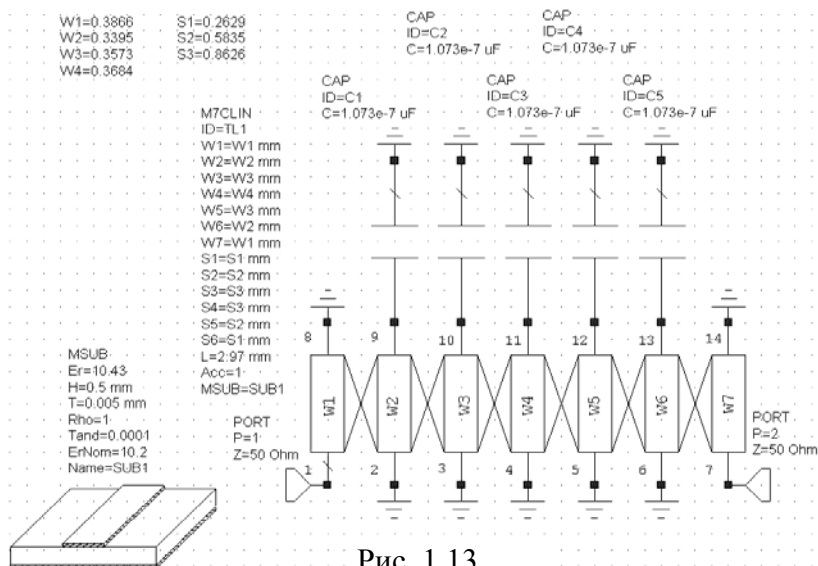 W1=0.3866 S1=0.2629
W2=0.3395 S2=0.5835
W3=0.3573 S3=0.8626
W4=0.3684
CAP
ID=C2
C=1.073e-7 uF
CAP
ID=C4
C=1.073e-7 uF
CAP
ID=C1
C=1.073e-7 uF
CAP
ID=C3
C=1.073e-7 uF
CAP
ID=C5
C=1.073e-7 uF
M7CLIN
ID=TL1
W1=W1 mm
W2=W2 mm
W3=W3 mm
W4=W4 mm
W5=W3 mm
W6=W2 mm
W7=W1 mm
S1=S1 mm
S2=S2 mm
S3=S3 mm
S4=S3 mm
S5=S2 mm
S6=S1 mm
L=2.97 mm
Acc=1
MSUB=SUB1
MSUB
Er=10.43
H=0.5 mm
T=0.005 mm
Rho=1
Tand=0.0001
ErNom=10.2
Name=SUB1
PORT
P=1
Z=50 Ohm
8 9 10 11 12 13 14
W1 W2 W3 W4 W5 W6 W7
1 2 3 4 5 6 7
PORT
P=2
Z=50 Ohm
Рис. 1.13